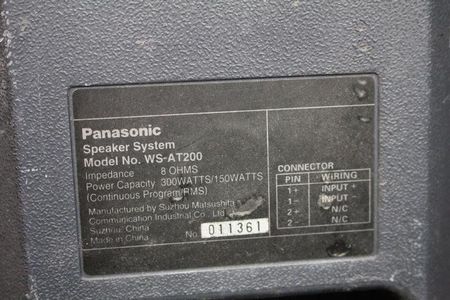 Panasonic
Speaker System
Model No. WS-AT200
Impedance 8 OHMS
Power Capacity 300WATTS/150WATTS
(Continuous Program/RMS)
Manufactured by Suzhou Matsushita
Communication Industrial Co., Ltd.
Suzhou, China
Made in China No. 011361
CONNECTOR
PIN WIRING
1+ INPUT +
1- INPUT
2+ N/C
2- N/C